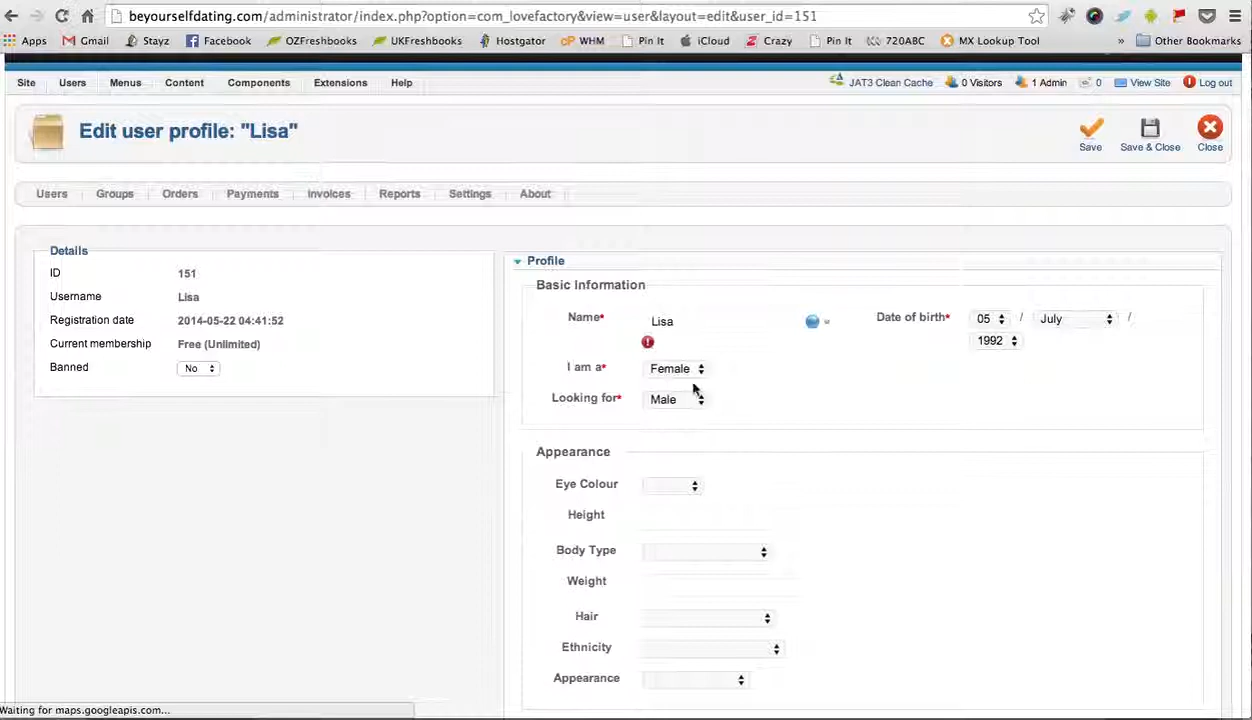 beyourselfdating.com/administrator/index.php?option=com_lovefactory&view=user&layout=edit&user_id=151
Apps Gmail Stayz Facebook OZFreshbooks UKFreshbooks Hostgator cP WHM Pin It iCloud Z Crazy Pin It 720ABC MX Lookup Tool » Other Bookmarks
Site Users Menus Content Components Extensions Help JAT3 Clean Cache 0 Visitors 1 Admin 0 View Site Log out
Edit user profile: "Lisa"
Save Save & Close Close
Users Groups Orders Payments Invoices Reports Settings About
Details
ID 151
Username Lisa
Registration date 2014-05-22 04:41:52
Current membership Free (Unlimited)
Banned No
Profile
Basic Information
Name* Lisa
Date of birth* 05 / July /
1992
I am a* Female
Looking for* Male
Appearance
Eye Colour
Height
Body Type
Weight
Hair
Ethnicity
Appearance
Waiting for maps.googleapis.com...